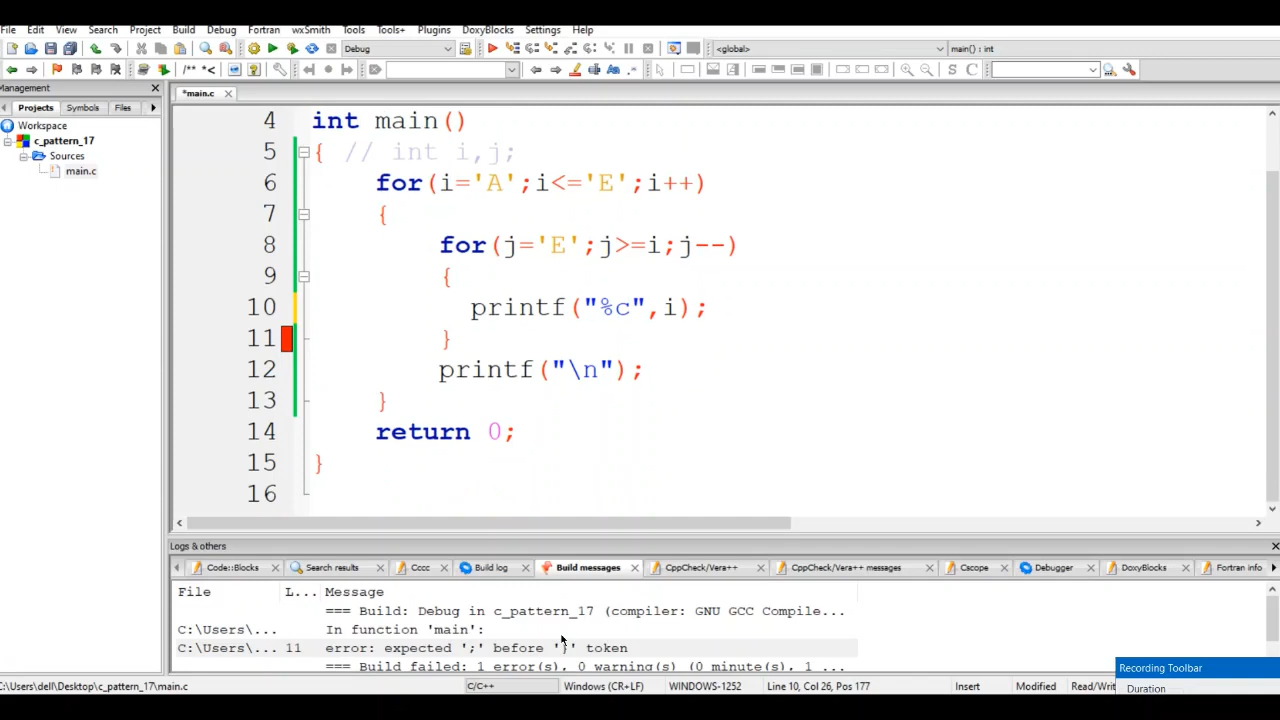 File Edit View Search Project Build Debug Fortran wxSmith Tools Tools+ Plugins DoxyBlocks Settings Help
Debug <global> main() : int
/** *< S C
Management *main.c
Projects Symbols Files
Workspace
c_pattern_17
Sources
main.c
4 int main()
5 { // int i,j;
6 for(i='A';i<='E';i++)
7 {
8 for(j='E';j>=i;j--)
9 {
10 printf("%c",i);
11 }
12 printf("\n");
13 }
14 return 0;
15 }
16
Logs & others
Code::Blocks Search results Cccc Build log Build messages CppCheck/Vera++ CppCheck/Vera++ messages Cscope Debugger DoxyBlocks Fortran info
File L... Message
=== Build: Debug in c_pattern_17 (compiler: GNU GCC Compile...
C:\Users\... In function 'main':
C:\Users\... 11 error: expected ';' before '}' token
=== Build failed: 1 error(s), 0 warning(s) (0 minute(s), 1 ...
Recording Toolbar
Duration
C:\Users\dell\Desktop\c_pattern_17\main.c C/C++ Windows (CR+LF) WINDOWS-1252 Line 10, Col 26, Pos 177 Insert Modified Read/Writ